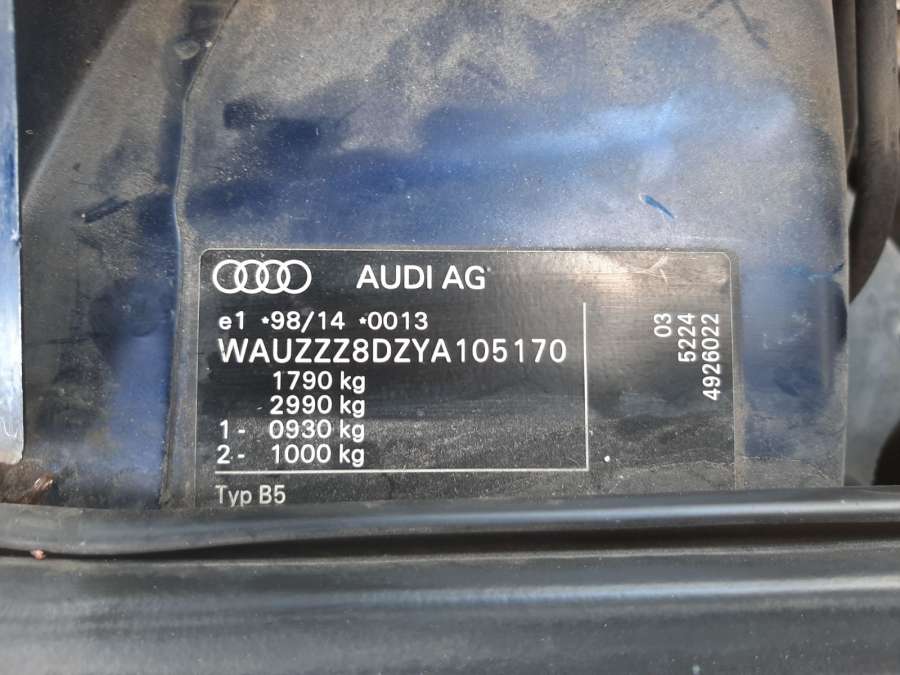 AUDI AG
e1 *98/14 *0013
WAUZZZ8DZYA105170
1790 kg
2990 kg
1- 0930 kg
2- 1000 kg
Typ B5
03
5224
4926022